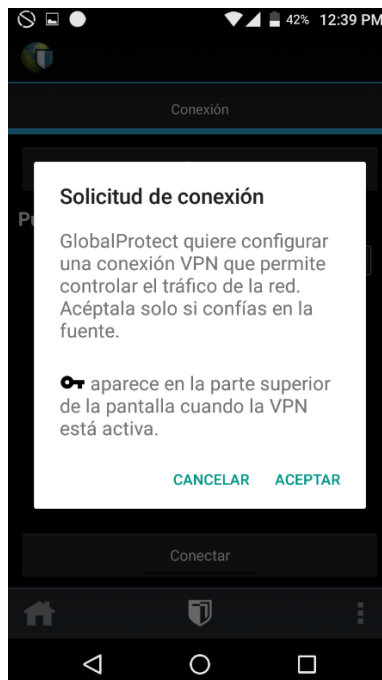 42% 12:39 PM
Conexión
Solicitud de conexión
GlobalProtect quiere configurar
una conexión VPN que permite
controlar el tráfico de la red.
Acéptala solo si confías en la
fuente.
aparece en la parte superior
de la pantalla cuando la VPN
está activa.
CANCELAR ACEPTAR
Conectar